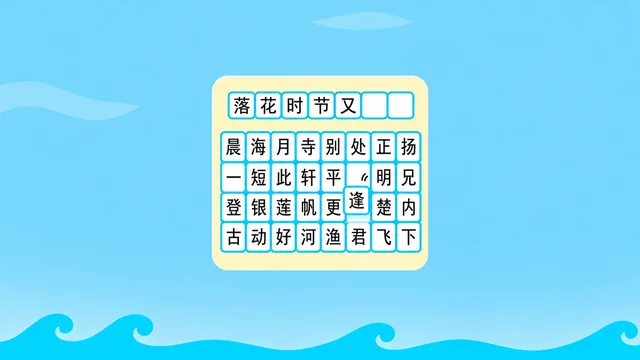 落花时节又
晨海月寺别处正扬
一短此轩平明兄
登银莲帆更逢楚内
古动好河渔君飞下